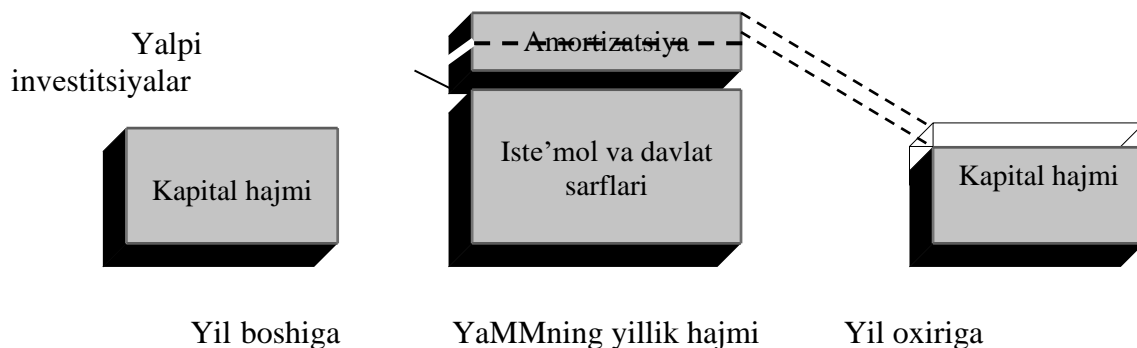 Yalpi
investitsiyalar
Amortizatsiya
Kapital hajmi
Iste’mol va davlat
sarflari
Kapital hajmi
Yil boshiga
YaMMning yillik hajmi
Yil oxiriga